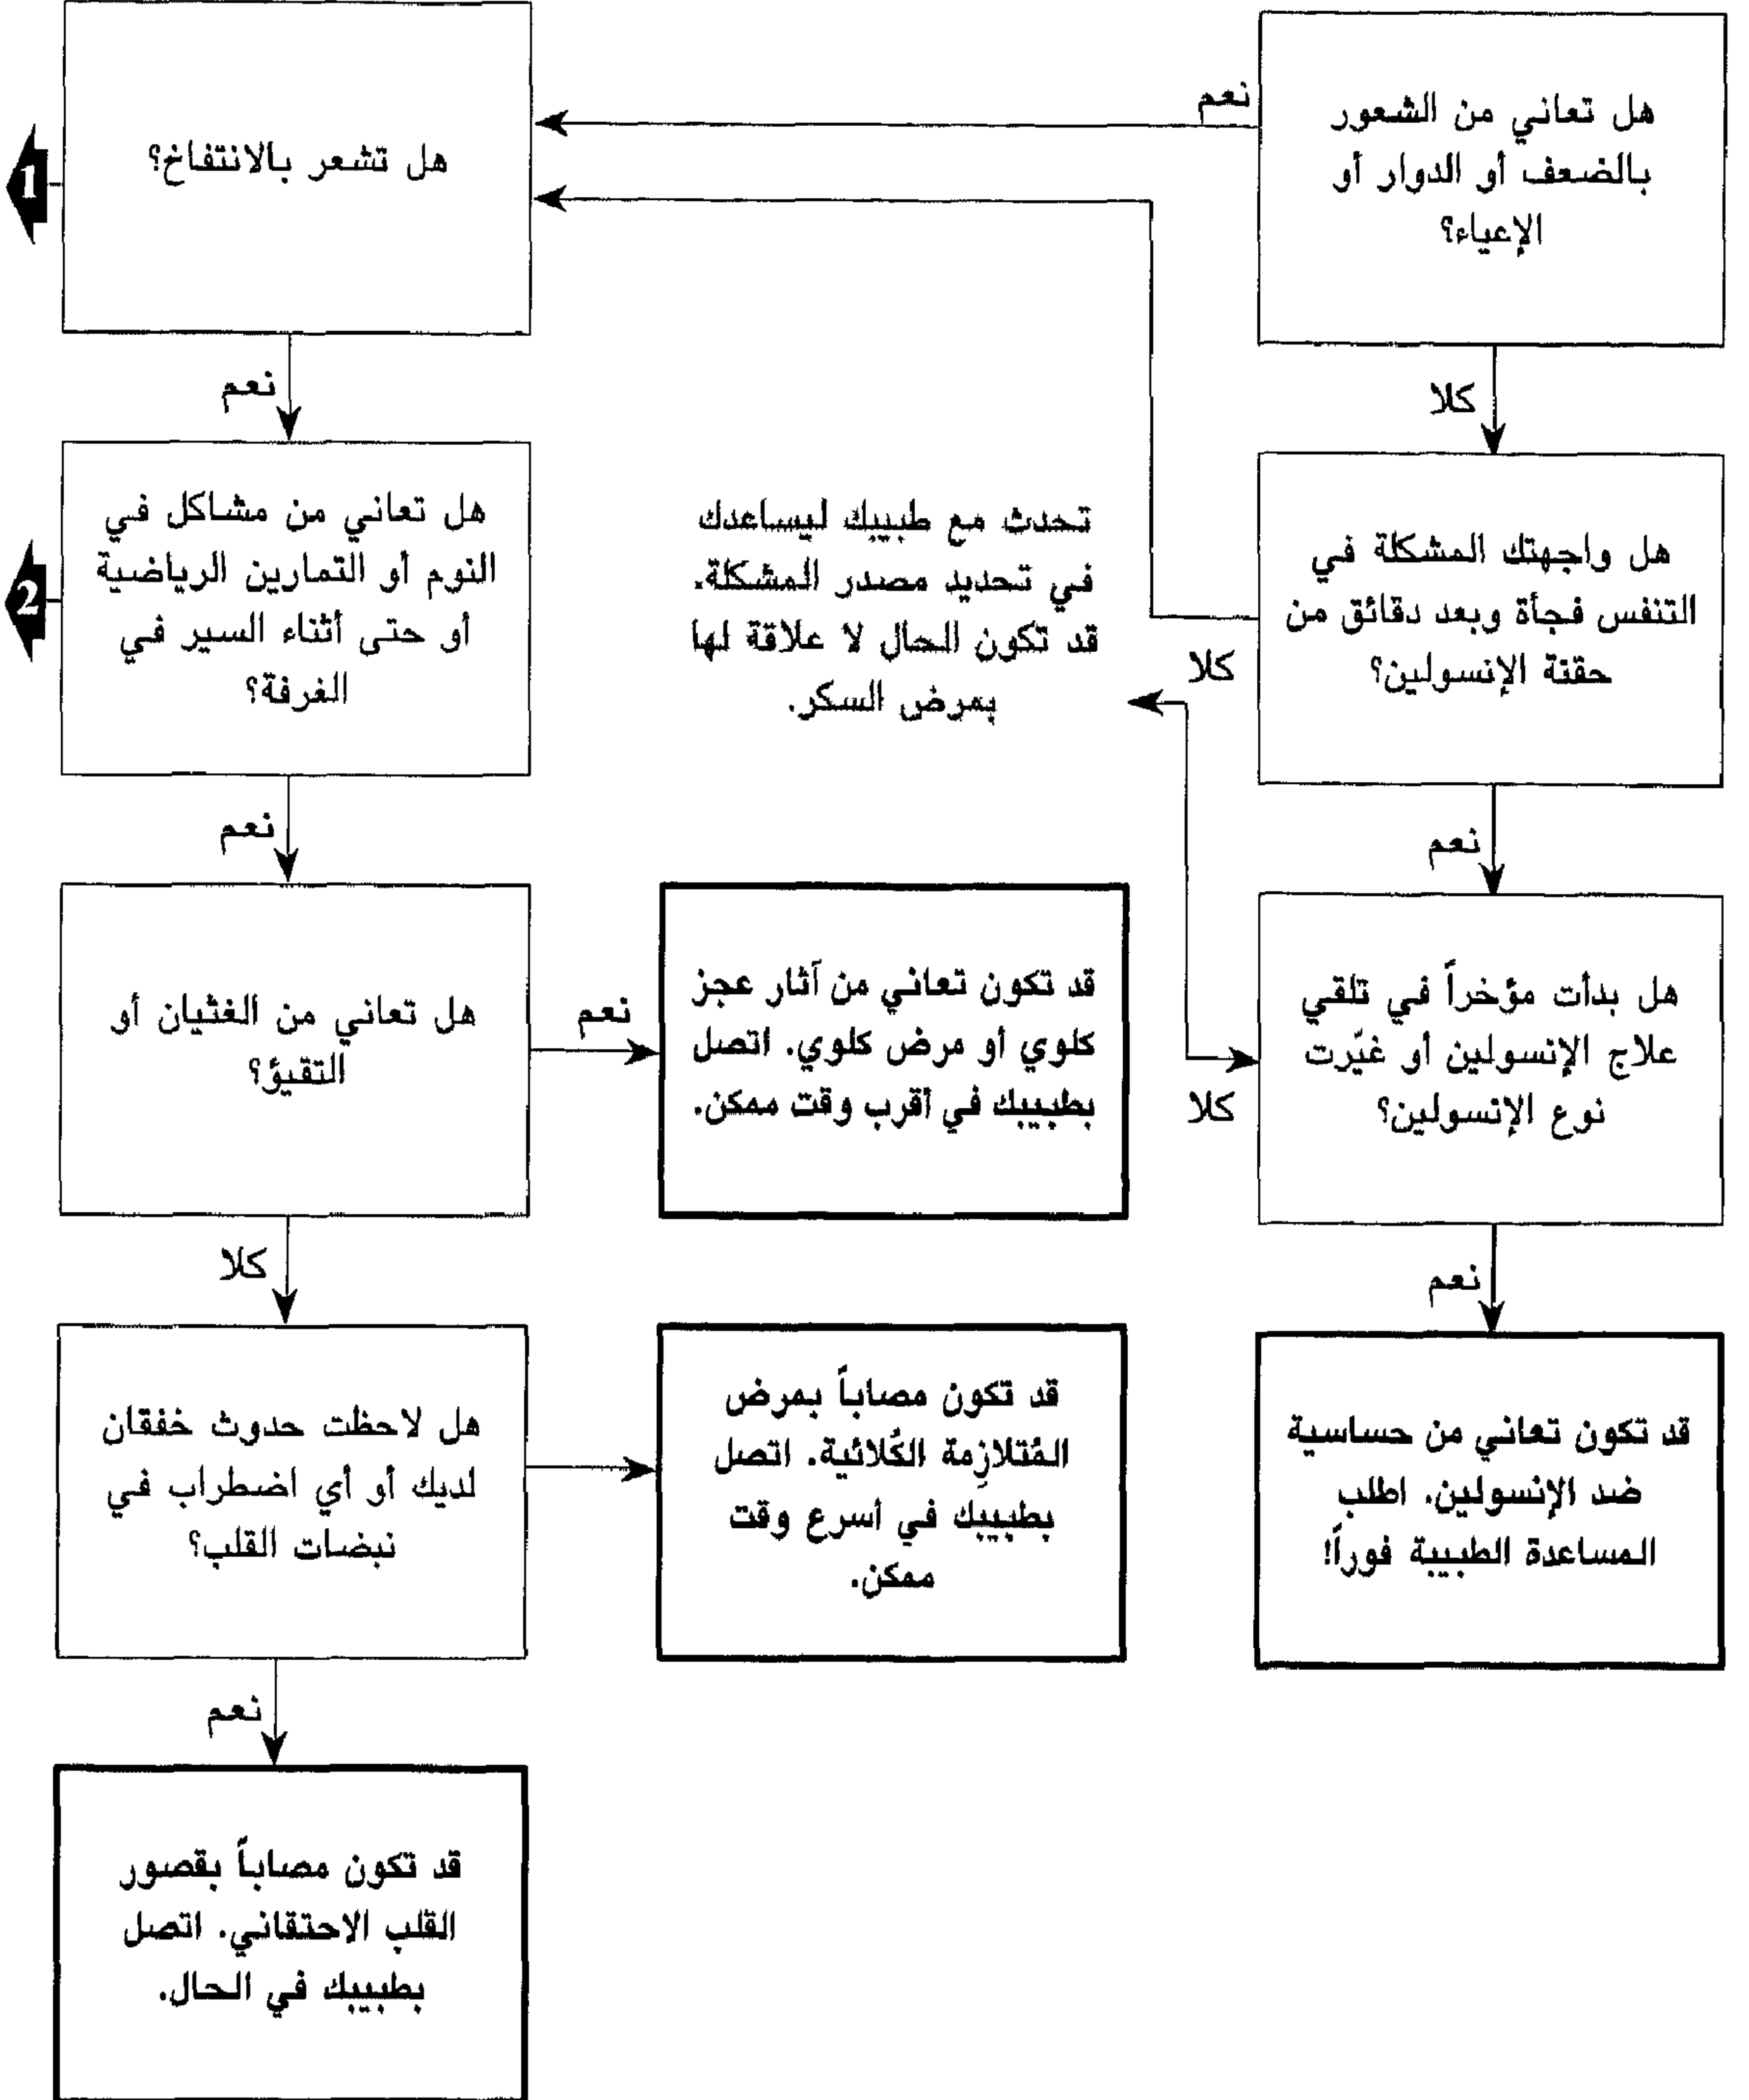 هل تعاني من الشعور
بالضعف أو الدوار أو
الإعياء؟
نعم
هل تشعر بالانتفاخ؟
1
كلا
نعم
هل واجهتك المشكلة في
التنفس فجأة وبعد دقائق من
حقنة الإنسولين؟
كلا
تحدث مع طبيبك ليساعدك
في تحديد مصدر المشكلة.
قد تكون الحال لا علاقة لها
بمرض السكر.
هل تعاني من مشاكل في
النوم أو التمارين الرياضية
أو حتى أثناء السير في
الغرفة؟
2
نعم
نعم
هل بدأت مؤخراً في تلقي
علاج الإنسولين أو غيّرت
نوع الإنسولين؟
كلا
قد تكون تعاني من آثار عجز
كلوي أو مرض كلوي. اتصل
بطبيبك في أقرب وقت ممكن.
نعم
هل تعاني من الغثيان أو
التقيؤ؟
نعم
كلا
قد تكون تعاني من حساسية
ضد الإنسولين. اطلب
المساعدة الطبيبة فوراً!
قد تكون مصاباً بمرض
المُتلازِمة الكُلائية. اتصل
بطبيبك في أسرع وقت
ممكن.
هل لاحظت حدوث خفقان
لديك أو أي اضطراب في
نبضات القلب؟
نعم
قد تكون مصاباً بقصور
القلب الاحتقاني. اتصل
بطبيبك في الحال.